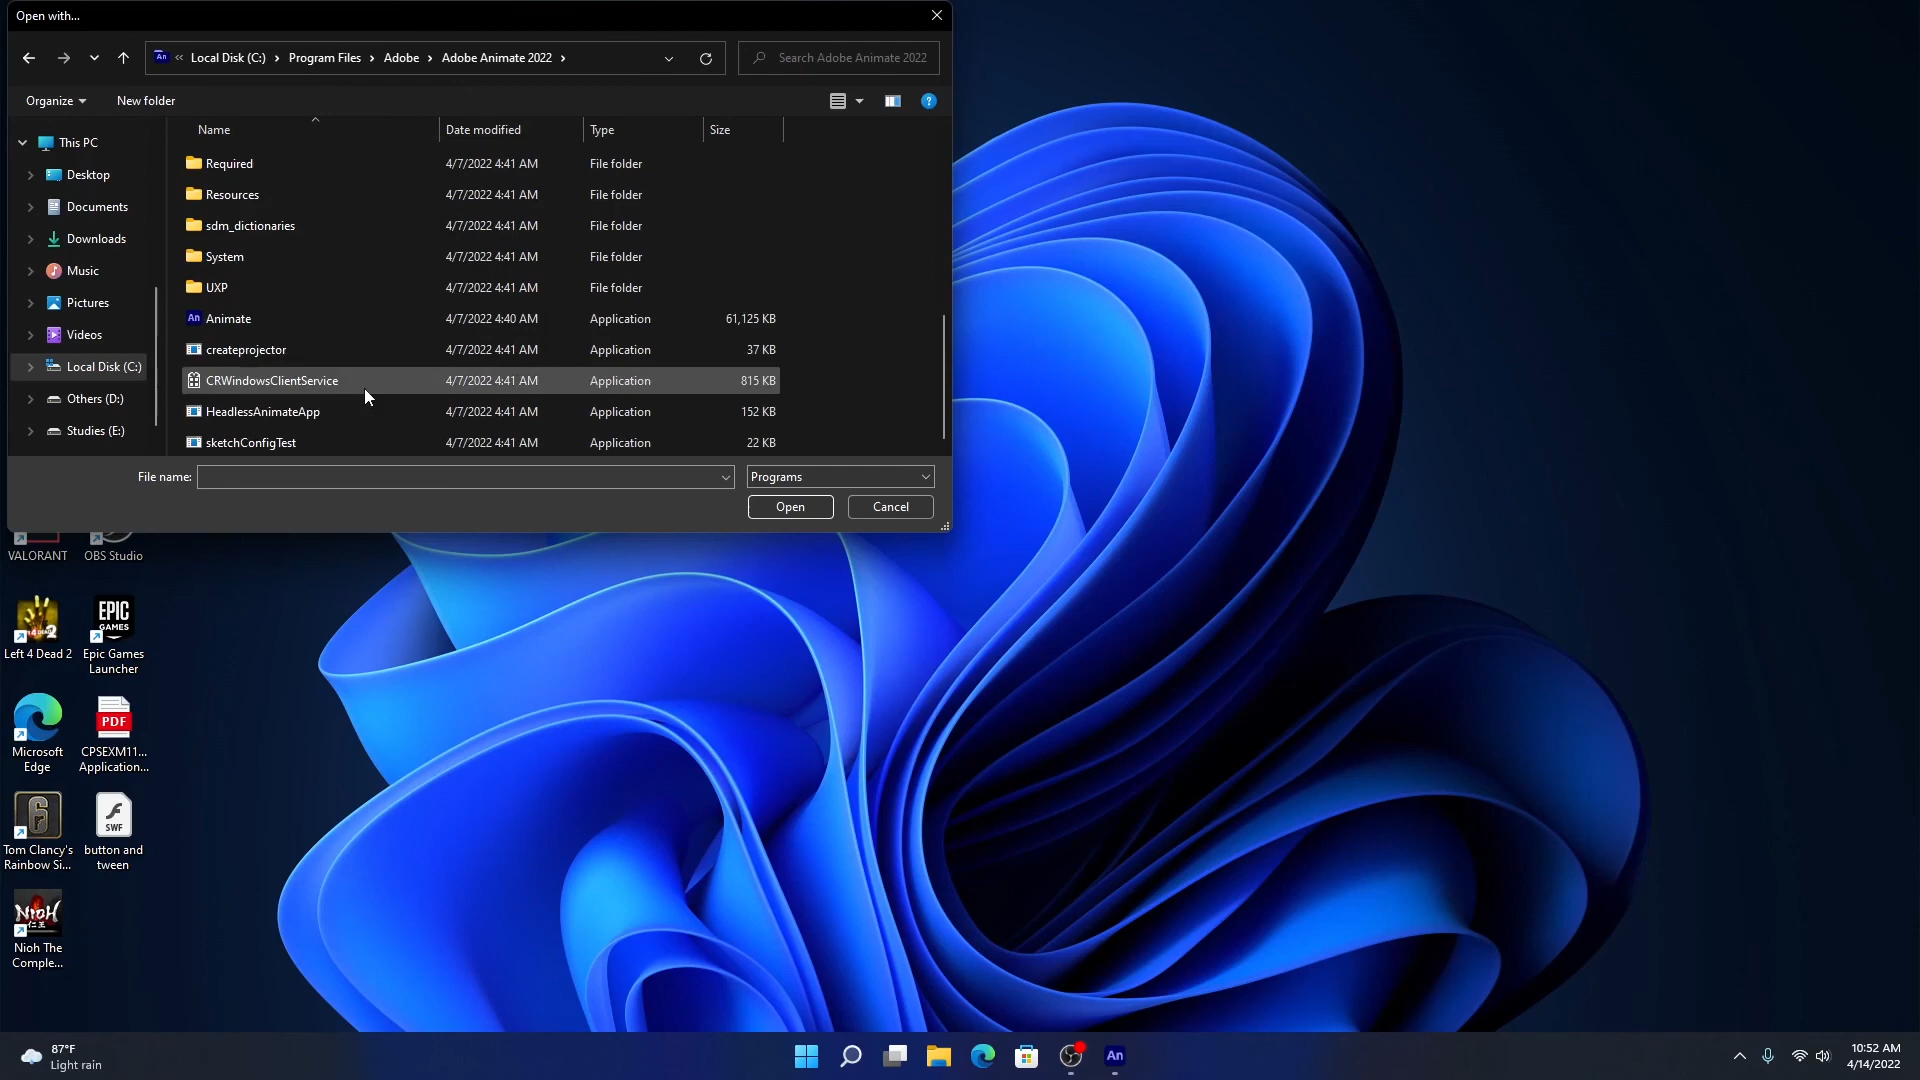 Open with...
An « Local Disk (C:) › Program Files › Adobe › Adobe Animate 2022 ›
Search Adobe Animate 2022
Organize
New folder
?
Name
Date modified
Type
Size
This PC
Desktop
Documents
Downloads
Music
Pictures
Videos
Local Disk (C:)
Others (D:)
Studies (E:)
Required 4/7/2022 4:41 AM File folder
Resources 4/7/2022 4:41 AM File folder
sdm_dictionaries 4/7/2022 4:41 AM File folder
System 4/7/2022 4:41 AM File folder
UXP 4/7/2022 4:41 AM File folder
An Animate 4/7/2022 4:40 AM Application 61,125 KB
createprojector 4/7/2022 4:41 AM Application 37 KB
CRWindowsClientService 4/7/2022 4:41 AM Application 815 KB
HeadlessAnimateApp 4/7/2022 4:41 AM Application 152 KB
sketchConfigTest 4/7/2022 4:41 AM Application 22 KB
File name:
Programs
Open
Cancel
VALORANT
OBS Studio
Left 4 Dead 2
EPIC
GAMES
Epic Games
Launcher
Microsoft
Edge
PDF
CPSEXM11...
Application...
6
Tom Clancy's
Rainbow Si...
SWF
button and
tween
NIOH
仁王
Nioh The
Comple...
87°F
Light rain
An
10:52 AM
4/14/2022